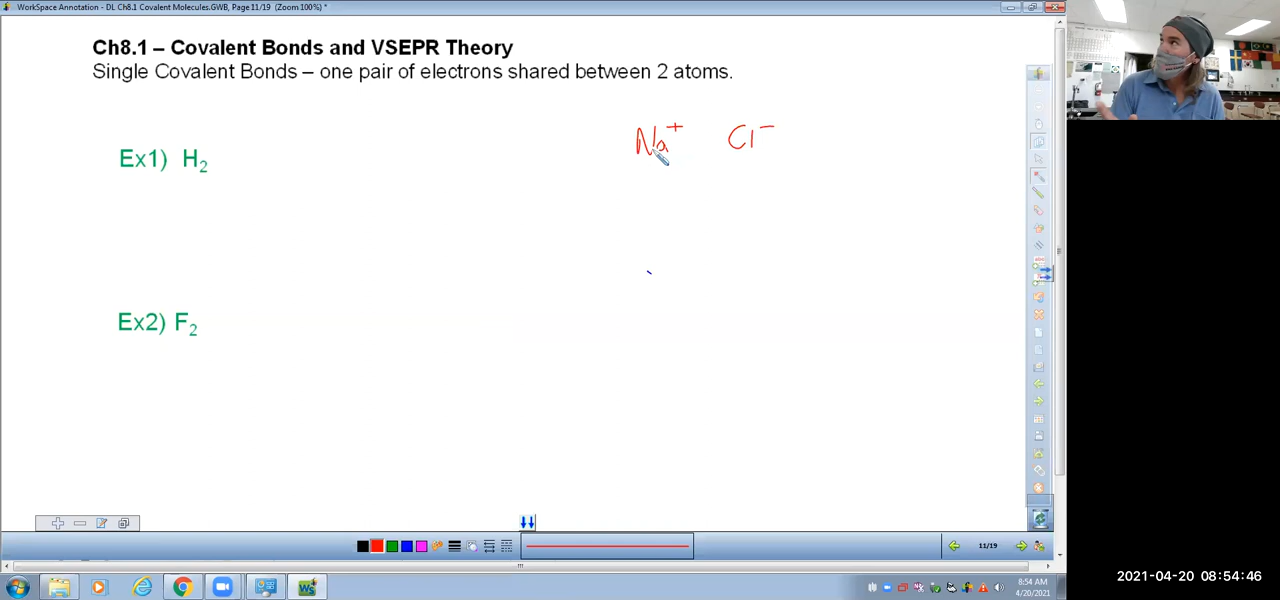 WorkSpace Annotation - DL Ch8.1 Covalent Molecules.GWB, Page 11/19 (Zoom 100%) *
Ch8.1 – Covalent Bonds and VSEPR Theory
Single Covalent Bonds – one pair of electrons shared between 2 atoms.
Na⁺ Cl⁻
Ex1) H₂
Ex2) F₂
11/19
8:54 AM
4/20/2021
2021-04-20 08:54:46